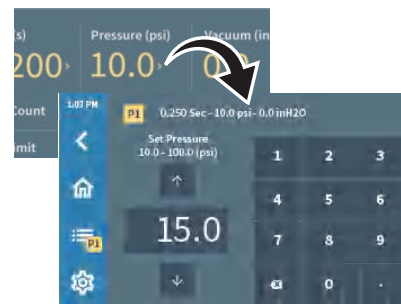 (s) Pressure (psi) Vacuum (in
200 10.0
Count
imit
1:03 PM
P1 0.250 Sec - 10.0 psi - 0.0 inH2O
Set Pressure
10.0 - 100.0 (psi)
15.0
P1
1 2 3
4 5 6
7 8 9
0 .